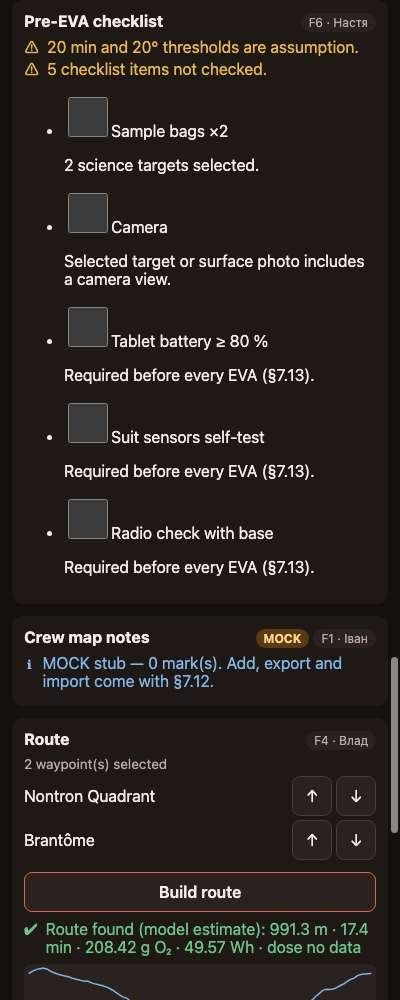 Pre-EVA checklist
F6 · Настя
⚠ 20 min and 20° thresholds are assumption.
⚠ 5 checklist items not checked.
• Sample bags ×2
2 science targets selected.
• Camera
Selected target or surface photo includes
a camera view.
• Tablet battery ≥ 80 %
Required before every EVA (§7.13).
• Suit sensors self-test
Required before every EVA (§7.13).
• Radio check with base
Required before every EVA (§7.13).
Crew map notes
MOCK
F1 · Іван
ℹ MOCK stub — 0 mark(s). Add, export and
import come with §7.12.
Route
F4 · Влад
2 waypoint(s) selected
Nontron Quadrant
↑ ↓
Brantôme
↑ ↓
Build route
✔ Route found (model estimate): 991.3 m · 17.4
min · 208.42 g O₂ · 49.57 Wh · dose no data